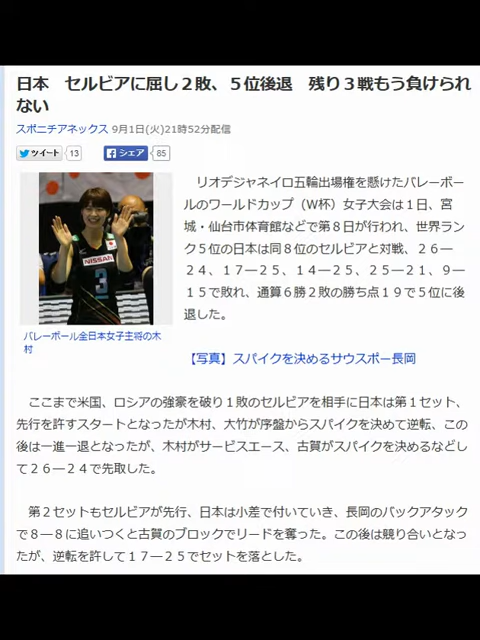 日本　セルビアに屈し２敗、５位後退　残り３戦もう負けられ
ない
スポニチアネックス 9月1日(火)21時52分配信
ツイート 13 シェア 85
リオデジャネイロ五輪出場権を懸けたバレーボー
ルのワールドカップ（Ｗ杯）女子大会は１日、宮
城・仙台市体育館などで第８日が行われ、世界ラン
ク５位の日本は同８位のセルビアと対戦、２６―
２４、１７―２５、１４―２５、２５―２１、９―
１５で敗れ、通算６勝２敗の勝ち点１９で５位に後
退した。
NISSAN
3
バレーボール全日本女子主将の木
村
【写真】スパイクを決めるサウスポー長岡
ここまで米国、ロシアの強豪を破り１敗のセルビアを相手に日本は第１セット、
先行を許すスタートとなったが木村、大竹が序盤からスパイクを決めて逆転、この
後は一進一退となったが、木村がサービスエース、古賀がスパイクを決めるなどし
て２６―２４で先取した。
第２セットもセルビアが先行、日本は小差で付いていき、長岡のバックアタック
で８―８に追いつくと古賀のブロックでリードを奪った。この後は競り合いとなっ
たが、逆転を許して１７―２５でセットを落とした。